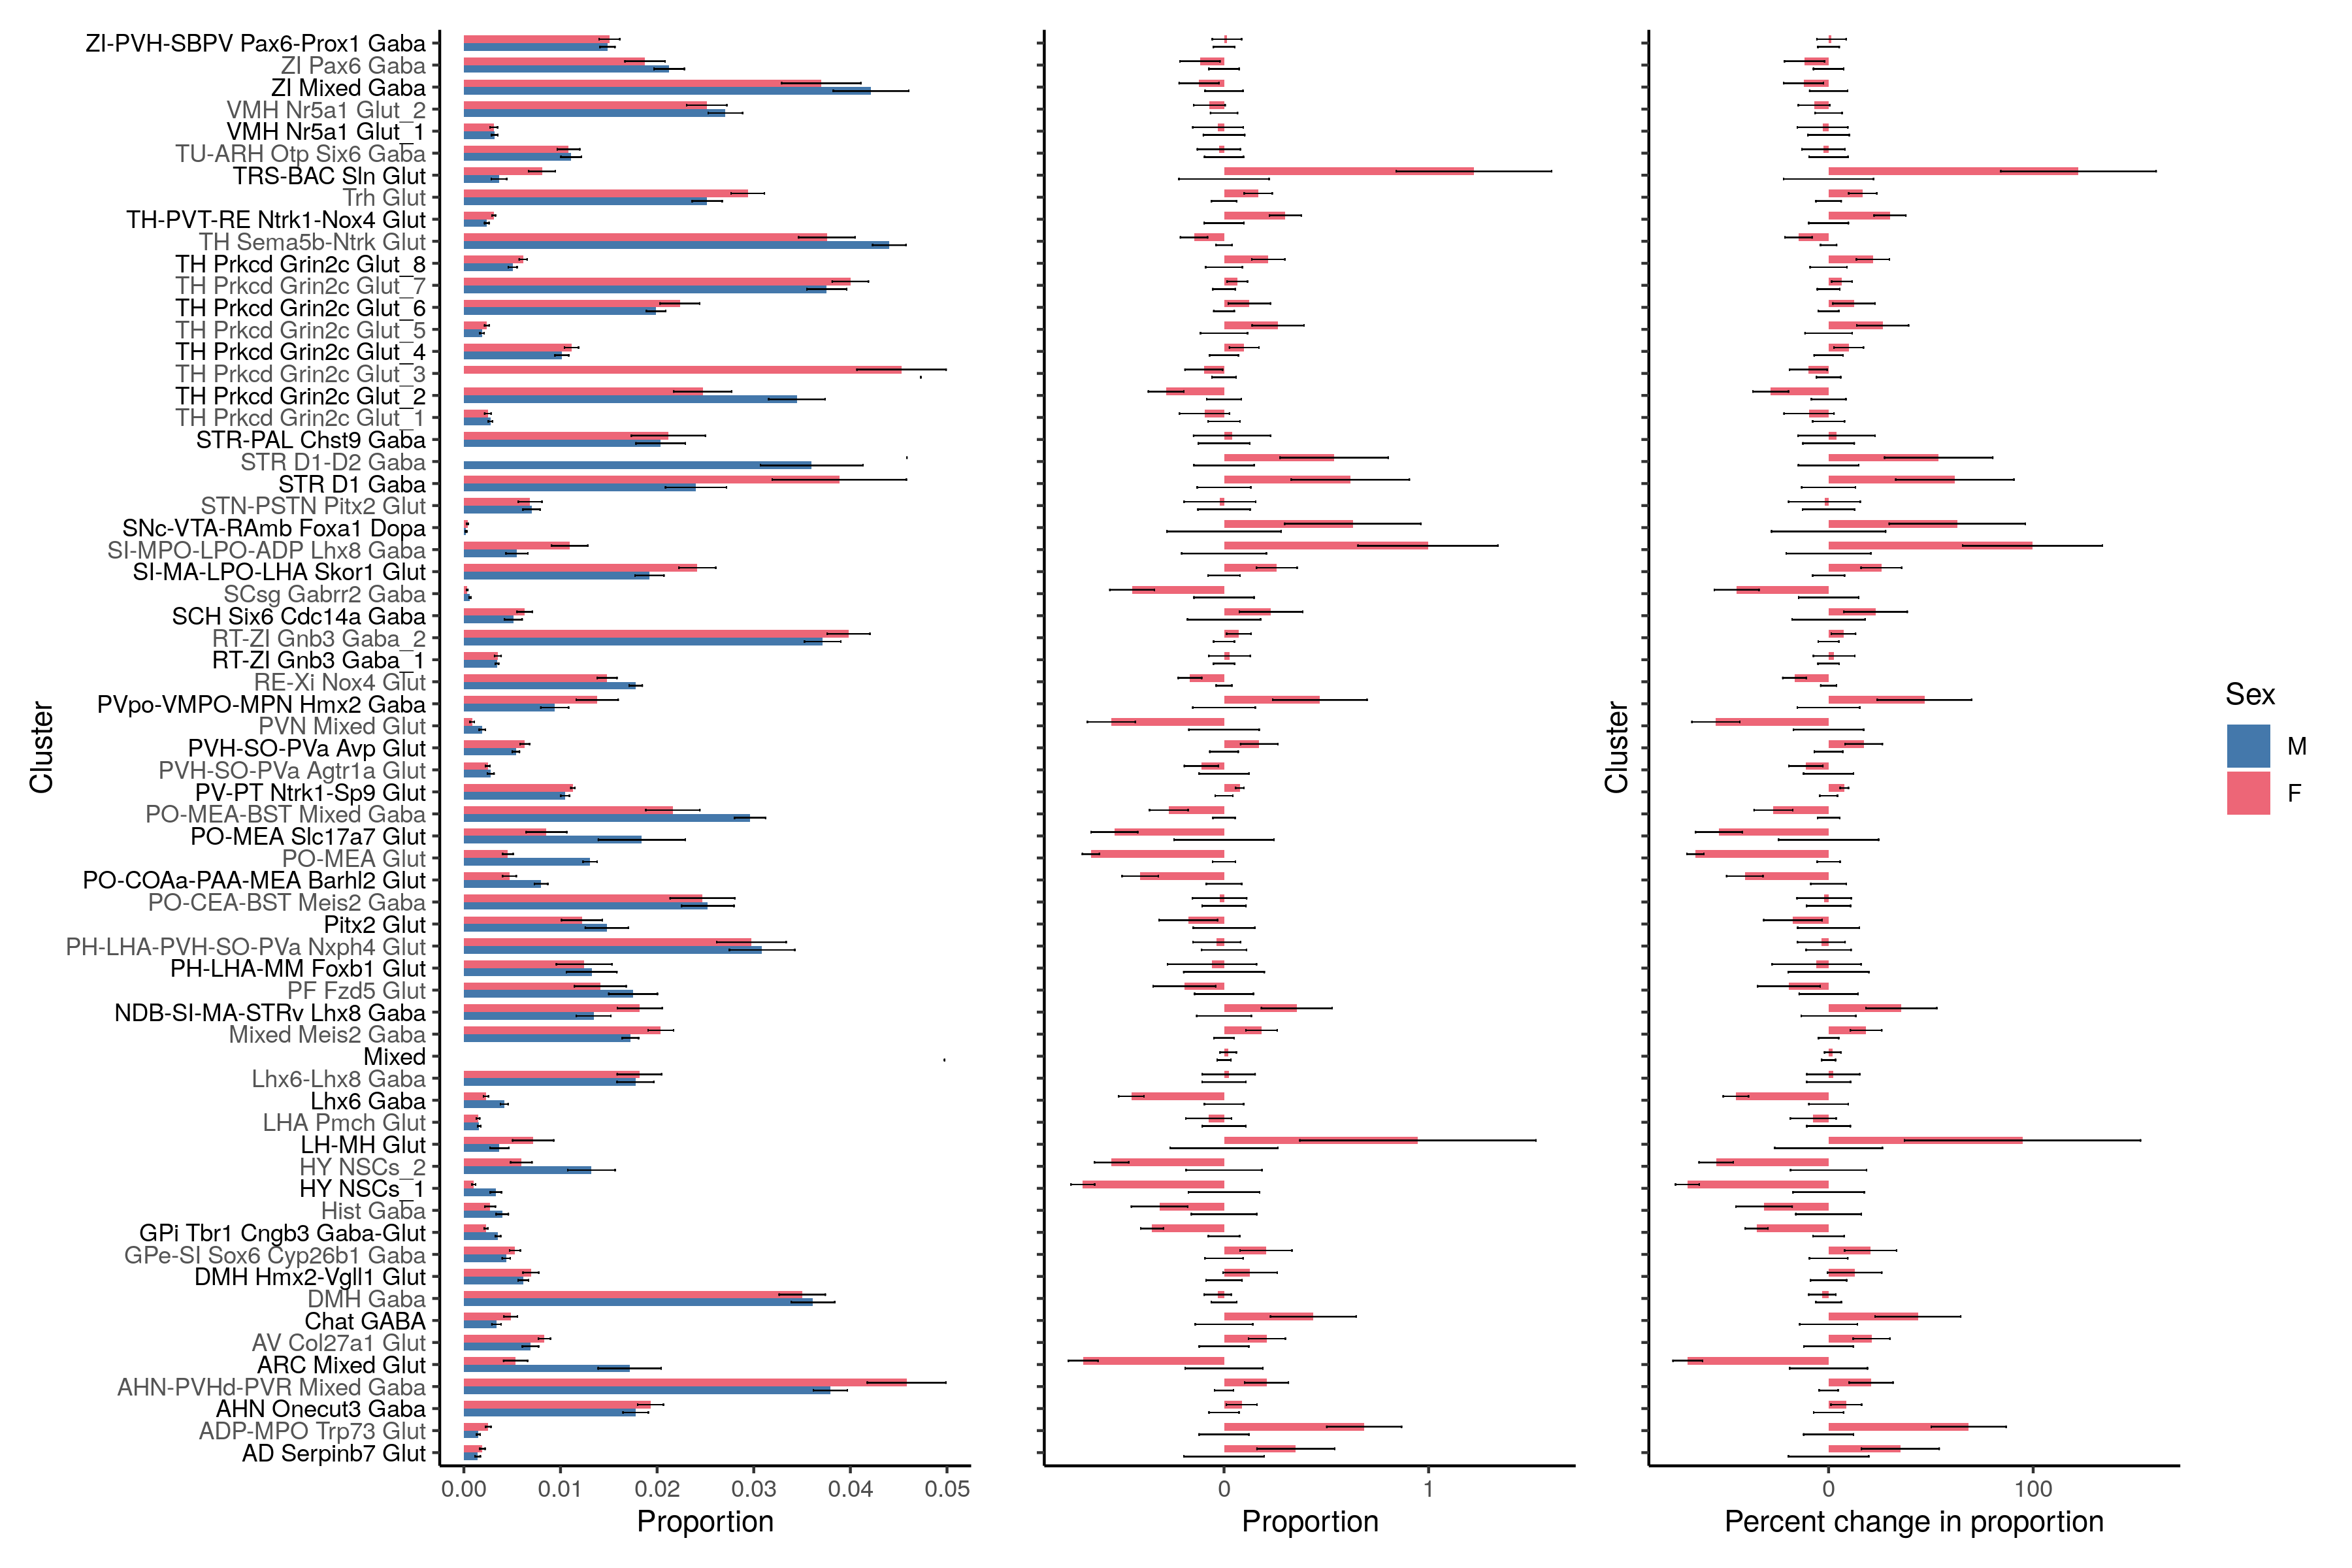 Cluster
ZI-PVH-SBPV Pax6-Prox1 Gaba
ZI Pax6 Gaba
ZI Mixed Gaba
VMH Nr5a1 Glut_2
VMH Nr5a1 Glut_1
TU-ARH Otp Six6 Gaba
TRS-BAC Sln Glut
Trh Glut
TH-PVT-RE Ntrk1-Nox4 Glut
TH Sema5b-Ntrk Glut
TH Prkcd Grin2c Glut_8
TH Prkcd Grin2c Glut_7
TH Prkcd Grin2c Glut_6
TH Prkcd Grin2c Glut_5
TH Prkcd Grin2c Glut_4
TH Prkcd Grin2c Glut_3
TH Prkcd Grin2c Glut_2
TH Prkcd Grin2c Glut_1
STR-PAL Chst9 Gaba
STR D1-D2 Gaba
STR D1 Gaba
STN-PSTN Pitx2 Glut
SNc-VTA-RAmb Foxa1 Dopa
SI-MPO-LPO-ADP Lhx8 Gaba
SI-MA-LPO-LHA Skor1 Glut
SCsg Gabrr2 Gaba
SCH Six6 Cdc14a Gaba
RT-ZI Gnb3 Gaba_2
RT-ZI Gnb3 Gaba_1
RE-Xi Nox4 Glut
PVpo-VMPO-MPN Hmx2 Gaba
PVN Mixed Glut
PVH-SO-PVa Avp Glut
PVH-SO-PVa Agtr1a Glut
PV-PT Ntrk1-Sp9 Glut
PO-MEA-BST Mixed Gaba
PO-MEA Slc17a7 Glut
PO-MEA Glut
PO-COAa-PAA-MEA Barhl2 Glut
PO-CEA-BST Meis2 Gaba
Pitx2 Glut
PH-LHA-PVH-SO-PVa Nxph4 Glut
PH-LHA-MM Foxb1 Glut
PF Fzd5 Glut
NDB-SI-MA-STRv Lhx8 Gaba
Mixed Meis2 Gaba
Mixed
Lhx6-Lhx8 Gaba
Lhx6 Gaba
LHA Pmch Glut
LH-MH Glut
HY NSCs_2
HY NSCs_1
Hist Gaba
GPi Tbr1 Cngb3 Gaba-Glut
GPe-SI Sox6 Cyp26b1 Gaba
DMH Hmx2-Vgll1 Glut
DMH Gaba
Chat GABA
AV Col27a1 Glut
ARC Mixed Glut
AHN-PVHd-PVR Mixed Gaba
AHN Onecut3 Gaba
ADP-MPO Trp73 Glut
AD Serpinb7 Glut
0.00 0.01 0.02 0.03 0.04 0.05
Proportion
0 1
Proportion
Cluster
0 100
Percent change in proportion
Sex
M
F